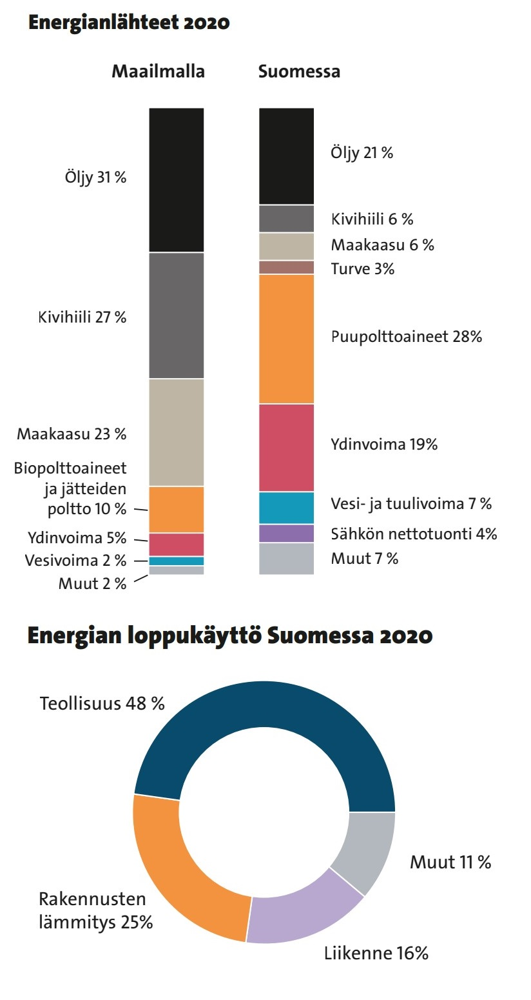 Energianlähteet 2020
Maailmalla
Suomessa
Öljy 31 %
Kivihiili 27 %
Maakaasu 23 %
Biopolttoaineet
ja jätteiden
poltto 10 %
Ydinvoima 5%
Vesivoima 2 %
Muut 2 %
Öljy 21 %
Kivihiili 6 %
Maakaasu 6 %
Turve 3%
Puupolttoaineet 28%
Ydinvoima 19%
Vesi- ja tuulivoima 7 %
Sähkön nettotuonti 4%
Muut 7 %
Energian loppukäyttö Suomessa 2020
Teollisuus 48 %
Muut 11 %
Rakennusten
lämmitys 25%
Liikenne 16%